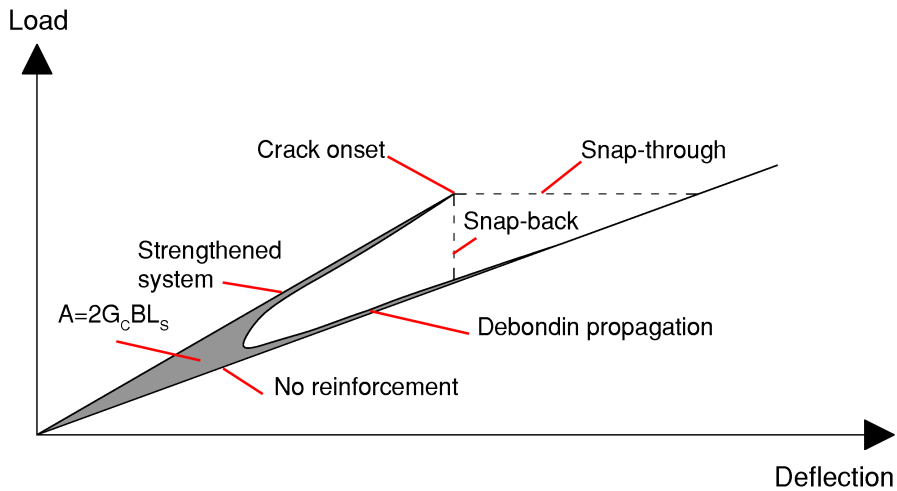 Load
Crack onset
Snap-through
Snap-back
Strengthened
system
A=2G_CBL_S
Debondin propagation
No reinforcement
Deflection